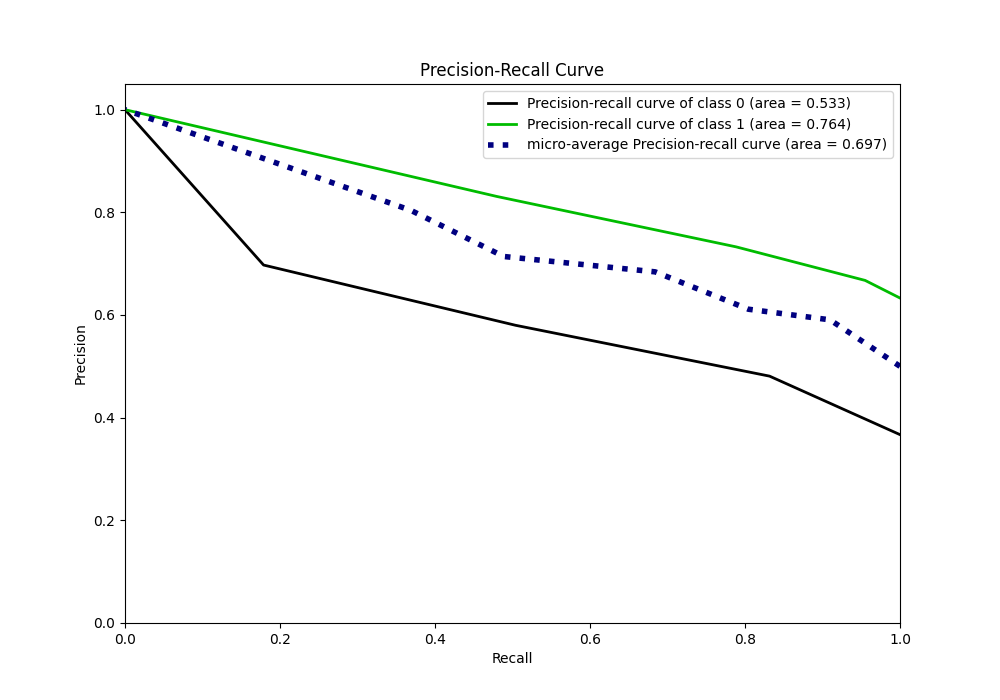 Precision-Recall Curve
Precision-recall curve of class 0 (area = 0.533)
Precision-recall curve of class 1 (area = 0.764)
micro-average Precision-recall curve (area = 0.697)
Precision
1.0
0.8
0.6
0.4
0.2
0.0
0.0 0.2 0.4 0.6 0.8 1.0
Recall